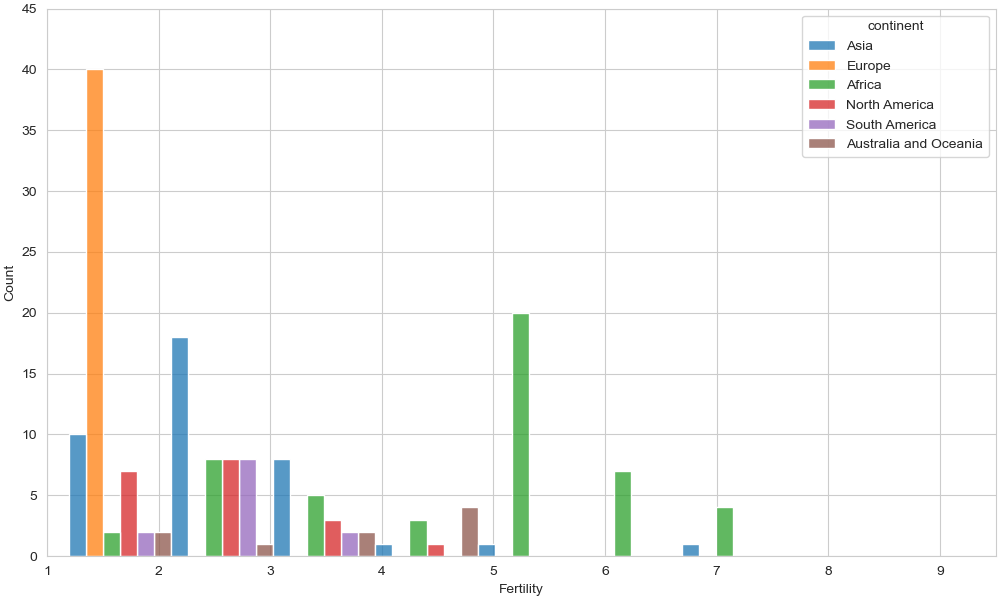 45
40
35
30
25
20
15
10
5
0
Count
1 2 3 4 5 6 7 8 9
Fertility
continent
Asia
Europe
Africa
North America
South America
Australia and Oceania